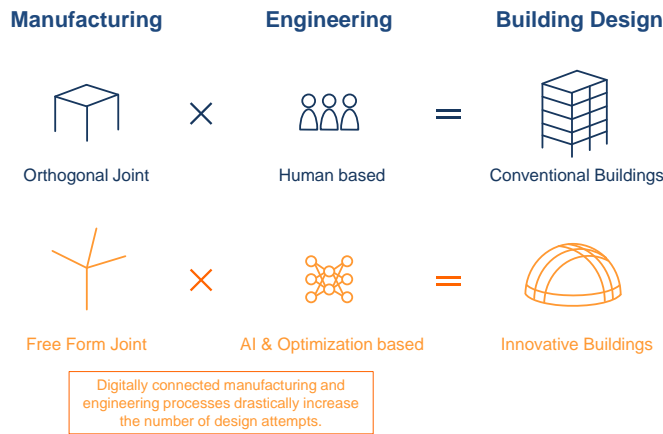 Manufacturing
Engineering
Building Design
×
=
Orthogonal Joint
Human based
Conventional Buildings
×
=
Free Form Joint
AI & Optimization based
Innovative Buildings
Digitally connected manufacturing and
engineering processes drastically increase
the number of design attempts.